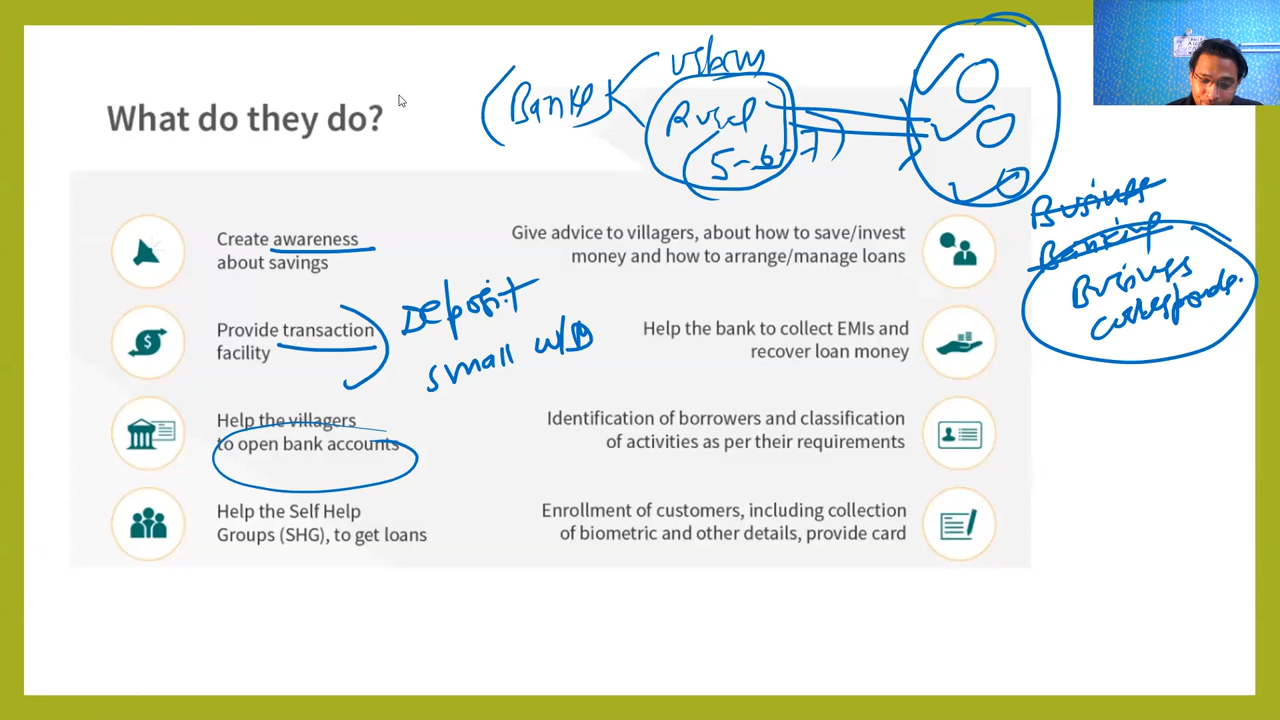 What do they do?
Banks
urban
Rural
5-6-7
Create awareness
about savings
Provide transaction
facility
Deposit
small w/D
Help the villagers
to open bank accounts
Help the Self Help
Groups (SHG), to get loans
Give advice to villagers, about how to save/invest
money and how to arrange/manage loans
Help the bank to collect EMIs and
recover loan money
Identification of borrowers and classification
of activities as per their requirements
Enrollment of customers, including collection
of biometric and other details, provide card
Business
Banking
Business